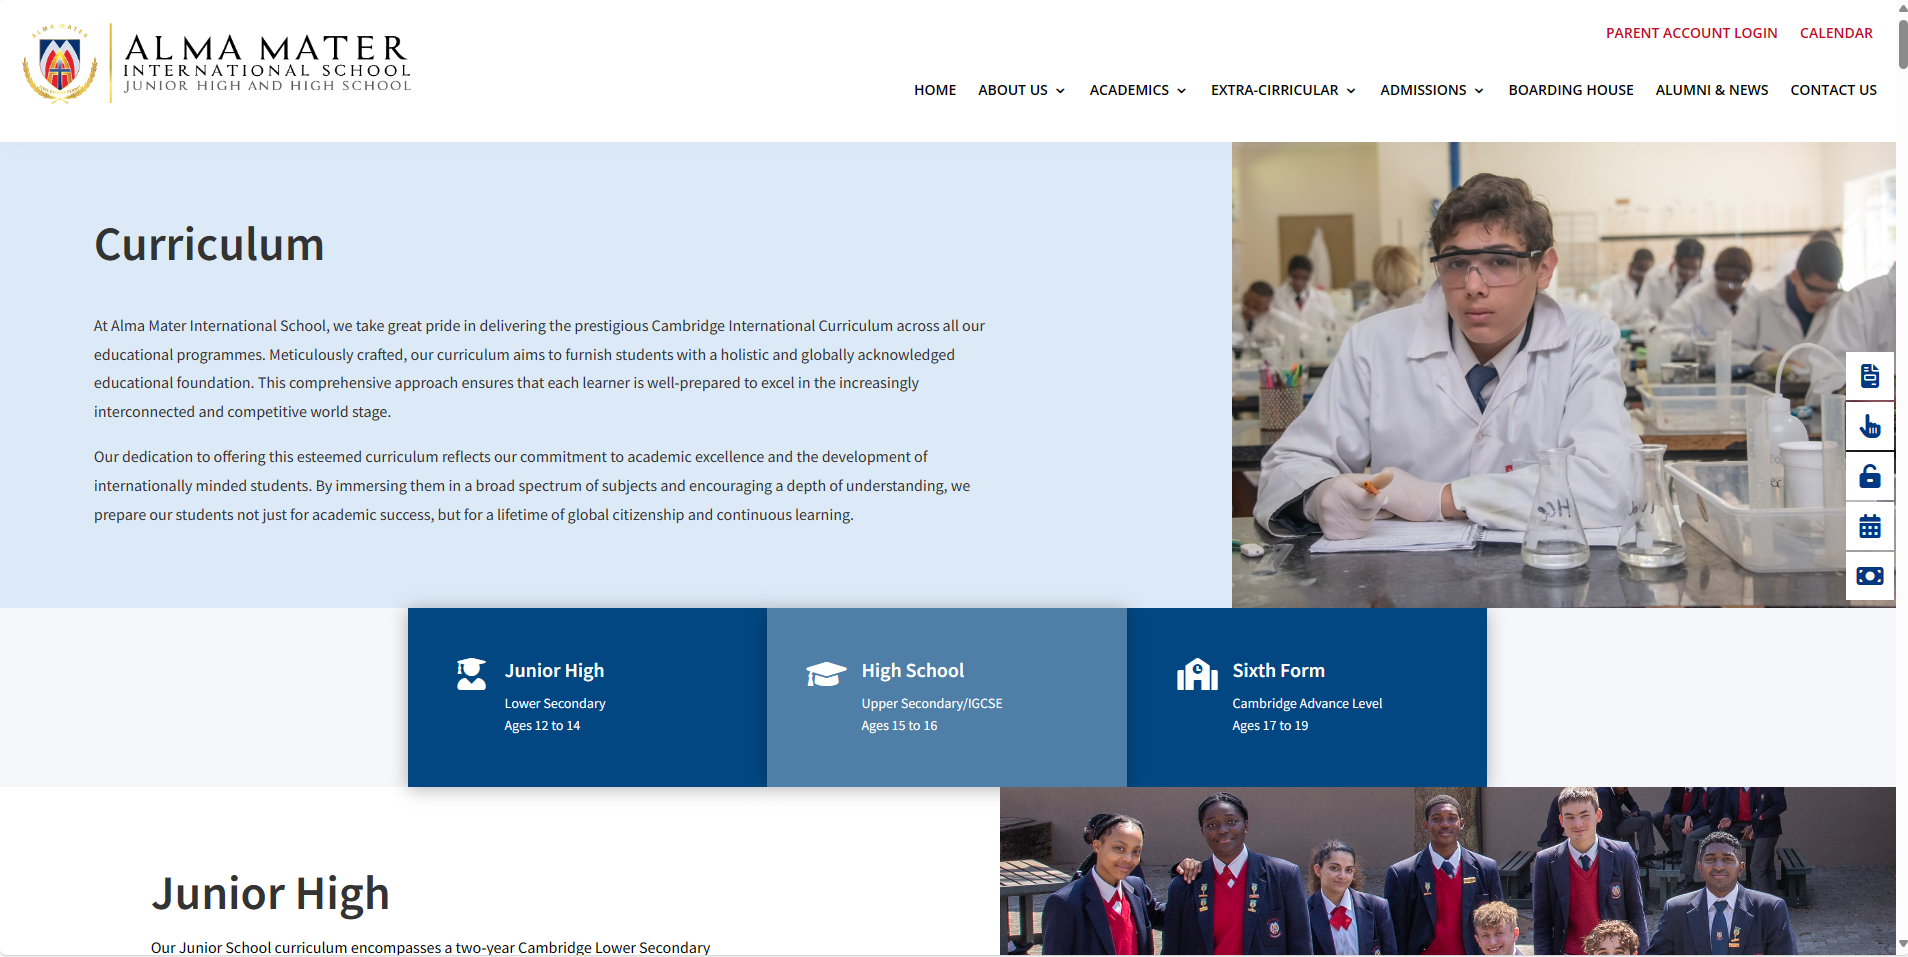 ALMA MATER
INTERNATIONAL SCHOOL
JUNIOR HIGH AND HIGH SCHOOL
PARENT ACCOUNT LOGIN
CALENDAR
HOME
ABOUT US
ACADEMICS
EXTRA-CIRRICULAR
ADMISSIONS
BOARDING HOUSE
ALUMNI & NEWS
CONTACT US
Curriculum
At Alma Mater International School, we take great pride in delivering the prestigious Cambridge International Curriculum across all our
educational programmes. Meticulously crafted, our curriculum aims to furnish students with a holistic and globally acknowledged
educational foundation. This comprehensive approach ensures that each learner is well-prepared to excel in the increasingly
interconnected and competitive world stage.
Our dedication to offering this esteemed curriculum reflects our commitment to academic excellence and the development of
internationally minded students. By immersing them in a broad spectrum of subjects and encouraging a depth of understanding, we
prepare our students not just for academic success, but for a lifetime of global citizenship and continuous learning.
Junior High
Lower Secondary
Ages 12 to 14
High School
Upper Secondary/IGCSE
Ages 15 to 16
Sixth Form
Cambridge Advance Level
Ages 17 to 19
Junior High
Our Junior School curriculum encompasses a two-year Cambridge Lower Secondary